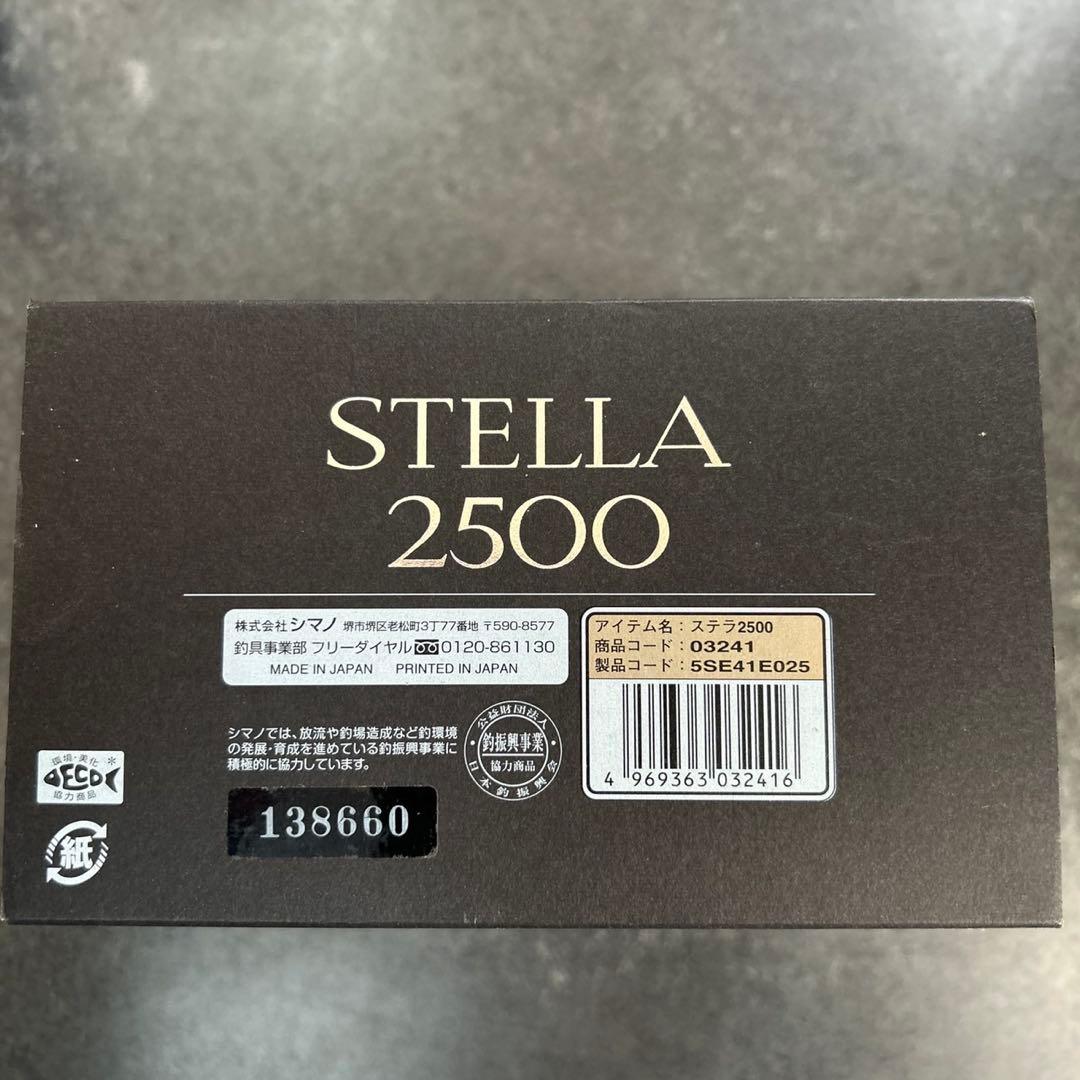 STELLA
2500
株式会社シマノ 堺市堺区老松町3丁77番地 〒590-8577
釣具事業部 フリーダイヤル 0120-861130
MADE IN JAPAN PRINTED IN JAPAN
アイテム名：ステラ2500
商品コード：03241
製品コード：5SE41E025
4 969363 032416
シマノでは、放流や釣場造成など釣環境
の発展・育成を進めている釣振興事業に
積極的に協力しています。
公益財団法人
釣振興事業
協力商品
日本釣振興会
138660
環境・美化
ECO
協力商品
紙